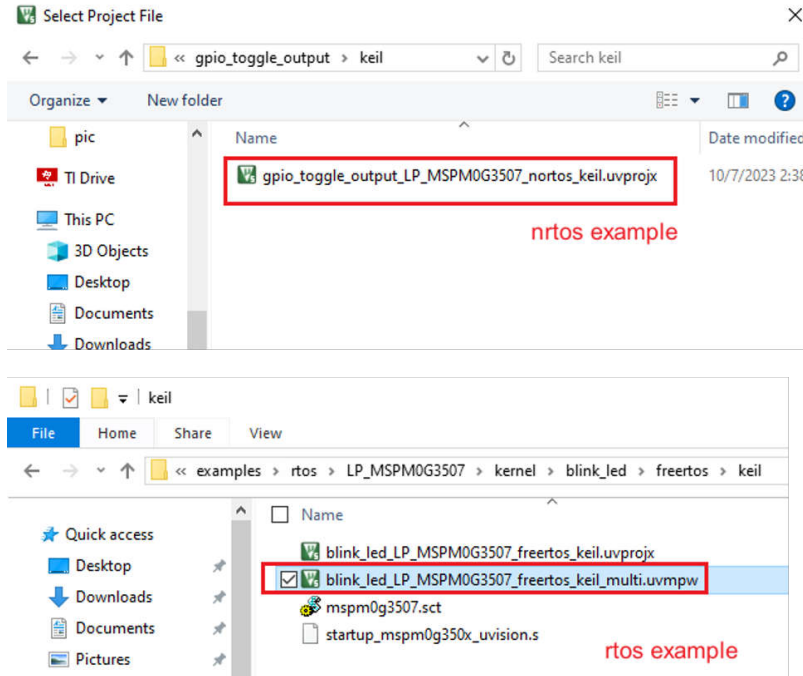 Select Project File
« gpio_toggle_output › keil
Search keil
Organize
New folder
pic
Name
Date modified
TI Drive
gpio_toggle_output_LP_MSPM0G3507_nortos_keil.uvprojx
10/7/2023 2:38
This PC
nrtos example
3D Objects
Desktop
Documents
Downloads
keil
File
Home
Share
View
« examples › rtos › LP_MSPM0G3507 › kernel › blink_led › freertos › keil
Name
Quick access
blink_led_LP_MSPM0G3507_freertos_keil.uvprojx
Desktop
blink_led_LP_MSPM0G3507_freertos_keil_multi.uvmpw
Downloads
mspm0g3507.sct
Documents
startup_mspm0g350x_uvision.s
Pictures
rtos example